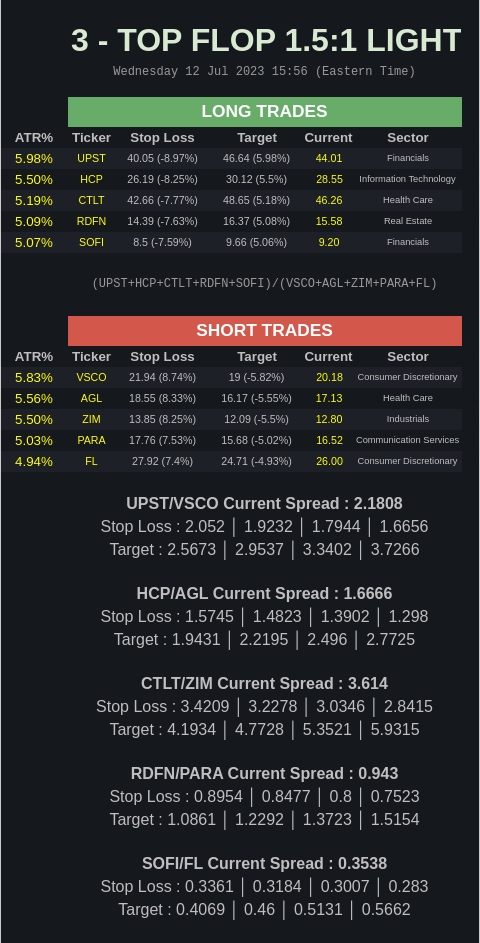 3 - TOP FLOP 1.5:1 LIGHT
Wednesday 12 Jul 2023 15:56 (Eastern Time)
LONG TRADES
ATR% Ticker Stop Loss Target Current Sector
5.98% UPST 40.05 (-8.97%) 46.64 (5.98%) 44.01 Financials
5.50% HCP 26.19 (-8.25%) 30.12 (5.5%) 28.55 Information Technology
5.19% CTLT 42.66 (-7.77%) 48.65 (5.18%) 46.26 Health Care
5.09% RDFN 14.39 (-7.63%) 16.37 (5.08%) 15.58 Real Estate
5.07% SOFI 8.5 (-7.59%) 9.66 (5.06%) 9.20 Financials
(UPST+HCP+CTLT+RDFN+SOFI)/(VSCO+AGL+ZIM+PARA+FL)
SHORT TRADES
ATR% Ticker Stop Loss Target Current Sector
5.83% VSCO 21.94 (8.74%) 19 (-5.82%) 20.18 Consumer Discretionary
5.56% AGL 18.55 (8.33%) 16.17 (-5.55%) 17.13 Health Care
5.50% ZIM 13.85 (8.25%) 12.09 (-5.5%) 12.80 Industrials
5.03% PARA 17.76 (7.53%) 15.68 (-5.02%) 16.52 Communication Services
4.94% FL 27.92 (7.4%) 24.71 (-4.93%) 26.00 Consumer Discretionary
UPST/VSCO Current Spread : 2.1808
Stop Loss : 2.052 │ 1.9232 │ 1.7944 │ 1.6656
Target : 2.5673 │ 2.9537 │ 3.3402 │ 3.7266
HCP/AGL Current Spread : 1.6666
Stop Loss : 1.5745 │ 1.4823 │ 1.3902 │ 1.298
Target : 1.9431 │ 2.2195 │ 2.496 │ 2.7725
CTLT/ZIM Current Spread : 3.614
Stop Loss : 3.4209 │ 3.2278 │ 3.0346 │ 2.8415
Target : 4.1934 │ 4.7728 │ 5.3521 │ 5.9315
RDFN/PARA Current Spread : 0.943
Stop Loss : 0.8954 │ 0.8477 │ 0.8 │ 0.7523
Target : 1.0861 │ 1.2292 │ 1.3723 │ 1.5154
SOFI/FL Current Spread : 0.3538
Stop Loss : 0.3361 │ 0.3184 │ 0.3007 │ 0.283
Target : 0.4069 │ 0.46 │ 0.5131 │ 0.5662